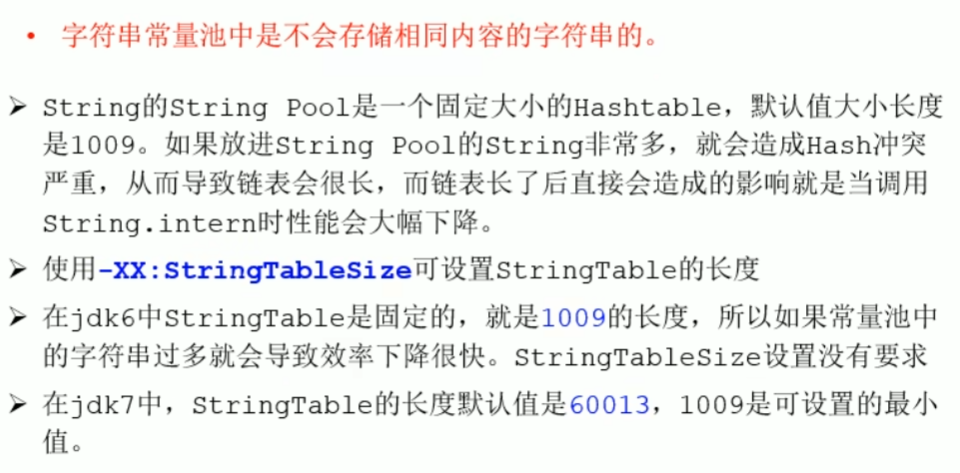 • 字符串常量池中是不会存储相同内容的字符串的。
➢ String的String Pool是一个固定大小的Hashtable，默认值大小长度
是1009。如果放进String Pool的String非常多，就会造成Hash冲突
严重，从而导致链表会很长，而链表长了后直接会造成的影响就是当调用
String.intern时性能会大幅下降。
➢ 使用-XX:StringTableSize可设置StringTable的长度
➢ 在jdk6中StringTable是固定的，就是1009的长度，所以如果常量池中
的字符串过多就会导致效率下降很快。StringTableSize设置没有要求
➢ 在jdk7中，StringTable的长度默认值是60013，1009是可设置的最小
值。